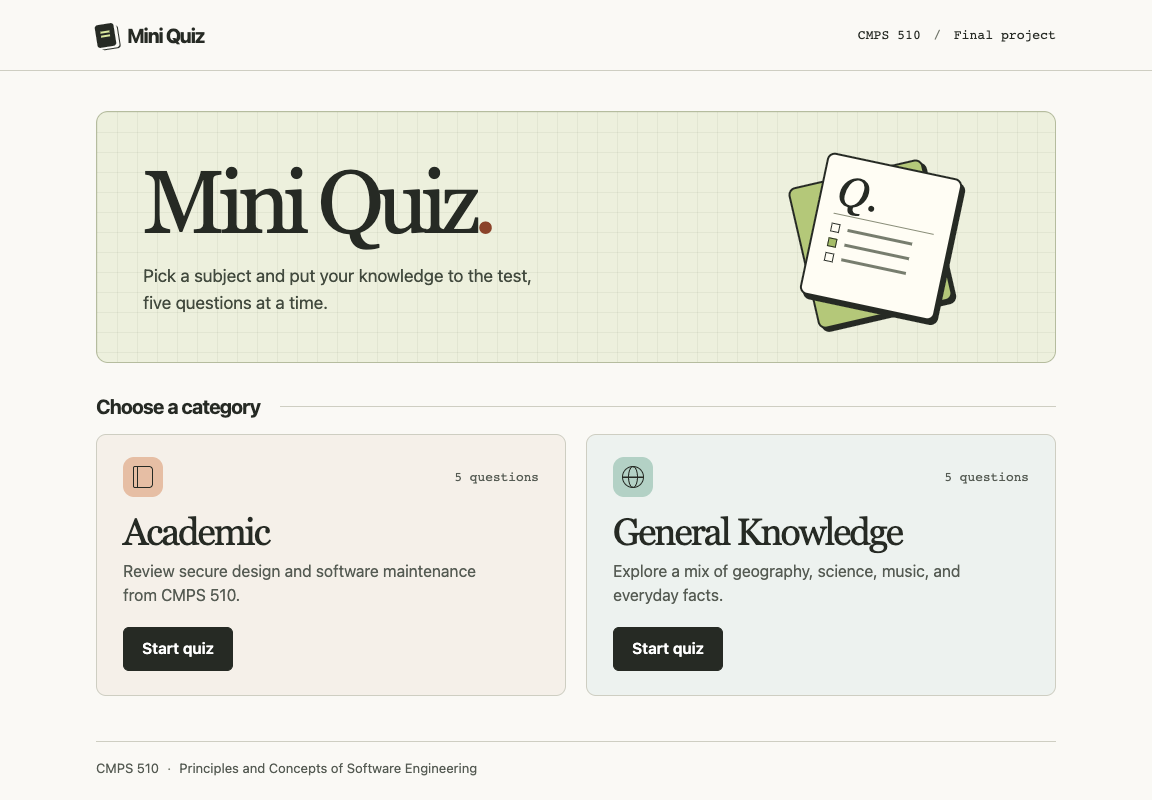 Mini Quiz
CMPS 510 / Final project
Mini Quiz.
Pick a subject and put your knowledge to the test,
five questions at a time.
Q.
Choose a category
5 questions
Academic
Review secure design and software maintenance
from CMPS 510.
Start quiz
5 questions
General Knowledge
Explore a mix of geography, science, music, and
everyday facts.
Start quiz
CMPS 510 · Principles and Concepts of Software Engineering